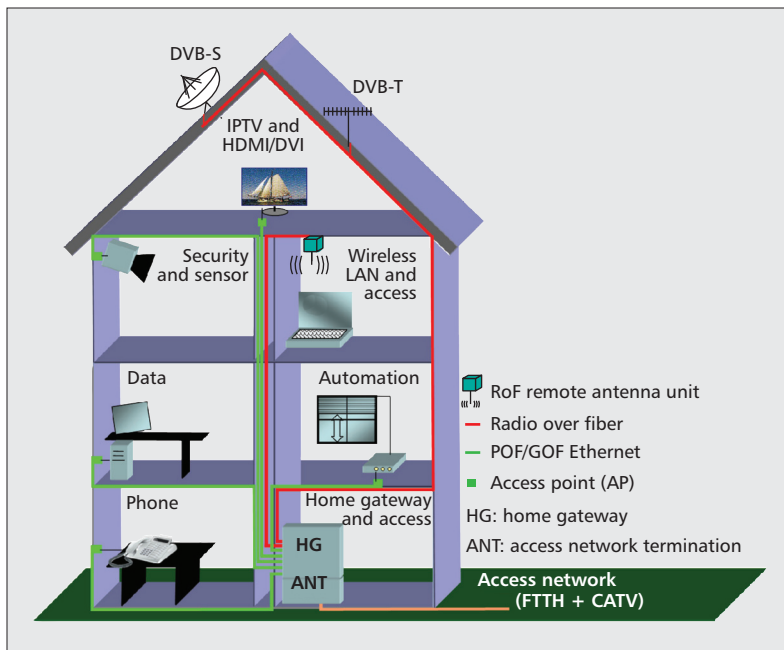 DVB-S
DVB-T
IPTV and
HDMI/DVI
Security
and sensor
Wireless
LAN and
access
Data
Automation
RoF remote antenna unit
Radio over fiber
POF/GOF Ethernet
Access point (AP)
HG: home gateway
ANT: access network termination
Phone
Home gateway
and access
HG
ANT
Access network
(FTTH + CATV)